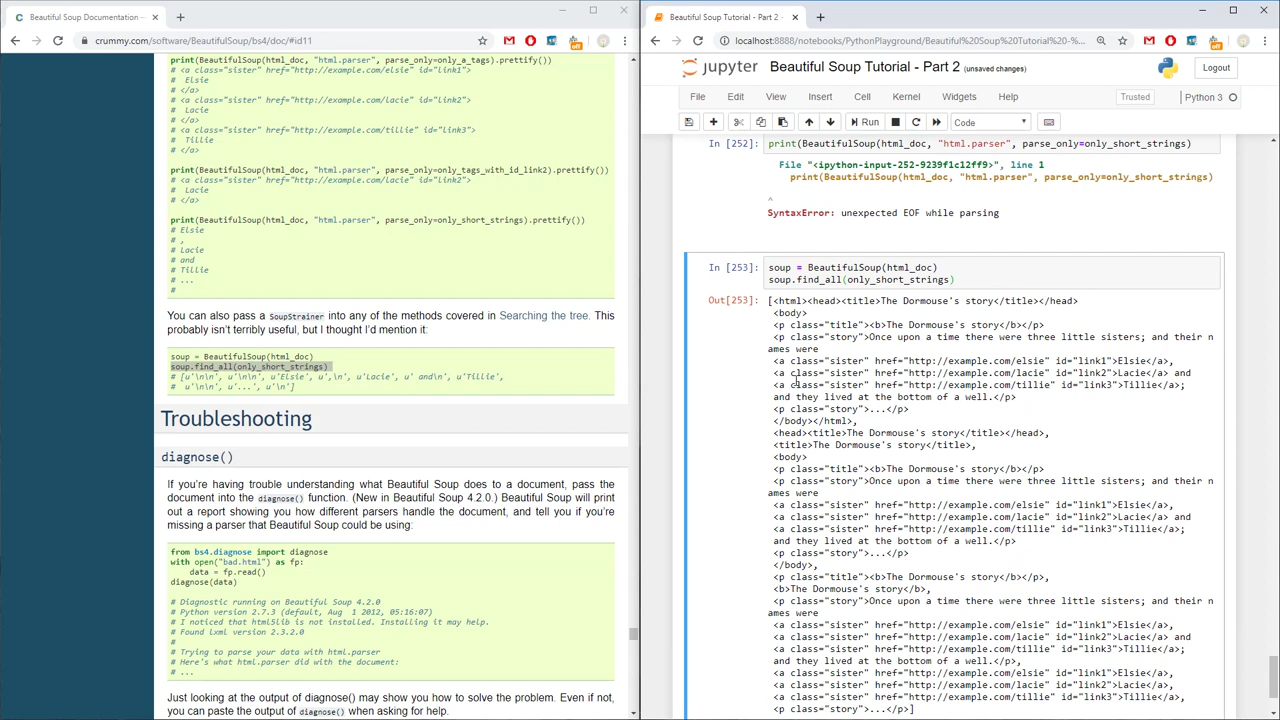 Beautiful Soup Documentation —
crummy.com/software/BeautifulSoup/bs4/doc/#id11
off
print(BeautifulSoup(html_doc, "html.parser", parse_only=only_a_tags).prettify())
# <a class="sister" href="http://example.com/elsie" id="link1">
#  Elsie
# </a>
# <a class="sister" href="http://example.com/lacie" id="link2">
#  Lacie
# </a>
# <a class="sister" href="http://example.com/tillie" id="link3">
#  Tillie
# </a>
print(BeautifulSoup(html_doc, "html.parser", parse_only=only_tags_with_id_link2).prettify())
# <a class="sister" href="http://example.com/lacie" id="link2">
#  Lacie
# </a>
print(BeautifulSoup(html_doc, "html.parser", parse_only=only_short_strings).prettify())
# Elsie
# ,
# Lacie
# and
# Tillie
# ...
#
You can also pass a SoupStrainer into any of the methods covered in Searching the tree. This
probably isn't terribly useful, but I thought I'd mention it:
soup = BeautifulSoup(html_doc)
soup.find_all(only_short_strings)
# [u'\n\n', u'\n\n', u'Elsie', u',\n', u'Lacie', u' and\n', u'Tillie',
#  u'\n\n', u'...', u'\n']
Troubleshooting
diagnose()
If you're having trouble understanding what Beautiful Soup does to a document, pass the
document into the diagnose() function. (New in Beautiful Soup 4.2.0.) Beautiful Soup will print
out a report showing you how different parsers handle the document, and tell you if you're
missing a parser that Beautiful Soup could be using:
from bs4.diagnose import diagnose
with open("bad.html") as fp:
    data = fp.read()
diagnose(data)
# Diagnostic running on Beautiful Soup 4.2.0
# Python version 2.7.3 (default, Aug  1 2012, 05:16:07)
# I noticed that html5lib is not installed. Installing it may help.
# Found lxml version 2.3.2.0
#
# Trying to parse your data with html.parser
# Here's what html.parser did with the document:
# ...
Just looking at the output of diagnose() may show you how to solve the problem. Even if not,
you can paste the output of diagnose() when asking for help.
Beautiful Soup Tutorial - Part 2 -
localhost:8888/notebooks/PythonPlayground/Beautiful%20Soup%20Tutorial%20-%...
off
jupyter Beautiful Soup Tutorial - Part 2 (unsaved changes) Logout
File Edit View Insert Cell Kernel Widgets Help Trusted Python 3
Run Code
In [252]: print(BeautifulSoup(html_doc, "html.parser", parse_only=only_short_strings)
File "<ipython-input-252-9239f1c12ff9>", line 1
print(BeautifulSoup(html_doc, "html.parser", parse_only=only_short_strings)
^
SyntaxError: unexpected EOF while parsing
In [253]: soup = BeautifulSoup(html_doc)
soup.find_all(only_short_strings)
Out[253]: [<html><head><title>The Dormouse's story</title></head>
<body>
<p class="title"><b>The Dormouse's story</b></p>
<p class="story">Once upon a time there were three little sisters; and their n
ames were
<a class="sister" href="http://example.com/elsie" id="link1">Elsie</a>,
<a class="sister" href="http://example.com/lacie" id="link2">Lacie</a> and
<a class="sister" href="http://example.com/tillie" id="link3">Tillie</a>;
and they lived at the bottom of a well.</p>
<p class="story">...</p>
</body></html>,
<head><title>The Dormouse's story</title></head>,
<title>The Dormouse's story</title>,
<body>
<p class="title"><b>The Dormouse's story</b></p>
<p class="story">Once upon a time there were three little sisters; and their n
ames were
<a class="sister" href="http://example.com/elsie" id="link1">Elsie</a>,
<a class="sister" href="http://example.com/lacie" id="link2">Lacie</a> and
<a class="sister" href="http://example.com/tillie" id="link3">Tillie</a>;
and they lived at the bottom of a well.</p>
<p class="story">...</p>
</body>,
<p class="title"><b>The Dormouse's story</b></p>,
<b>The Dormouse's story</b>,
<p class="story">Once upon a time there were three little sisters; and their n
ames were
<a class="sister" href="http://example.com/elsie" id="link1">Elsie</a>,
<a class="sister" href="http://example.com/lacie" id="link2">Lacie</a> and
<a class="sister" href="http://example.com/tillie" id="link3">Tillie</a>;
and they lived at the bottom of a well.</p>,
<a class="sister" href="http://example.com/elsie" id="link1">Elsie</a>,
<a class="sister" href="http://example.com/lacie" id="link2">Lacie</a>,
<a class="sister" href="http://example.com/tillie" id="link3">Tillie</a>,
<p class="story">...</p>]